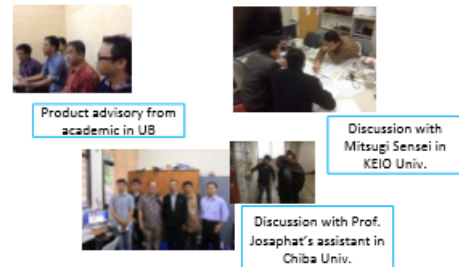 Product advisory from
academic in UB
Discussion with
Mitsugi Sensei in
KEIO Univ.
Discussion with Prof.
Josaphat's assistant in
Chiba Univ.